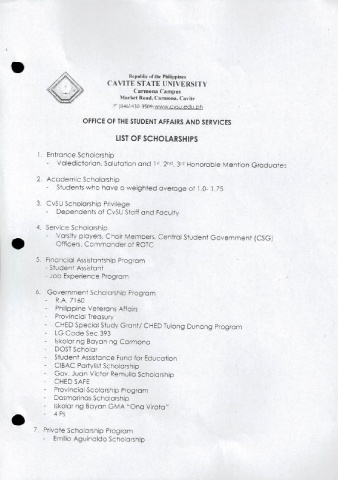 Republic of the Philippines
CAVITE STATE UNIVERSITY
Carmona Campus
Market Road, Carmona, Cavite
(046) 430-3509/www.cvsu.edu.ph
OFFICE OF THE STUDENT AFFAIRS AND SERVICES
LIST OF SCHOLARSHIPS
1. Entrance Scholarship
- Valedictorian, Salutation and 1st, 2nd, 3rd Honorable Mention Graduates
2. Academic Scholarship
- Students who have a weighted average of 1.0- 1.75
3. CvSU Scholarship Privilege
- Dependents of CvSU Staff and Faculty
4. Service Scholarship
- Varsity players, Choir Members, Central Student Government (CSG)
Officers, Commander of ROTC
5. Financial Assistantship Program
- Student Assistant
- Job Experience Program
6. Government Scholarship Program
- R.A. 7160
- Philippine Veterans Affairs
- Provincial Treasury
- CHED Special Study Grant/ CHED Tulong Dunong Program
- LG Code Sec 393
- Iskolar ng Bayan ng Carmona
- DOST Scholar
- Student Assistance Fund for Education
- CIBAC Partylist Scholarship
- Gov. Juan Victor Remulla Scholarship
- CHED SAFE
- Provincial Scolarship Program
- Dasmarinas Scholarship
- Iskolar ng Bayan GMA "Ona Virata"
- 4 Ps
7. Private Scholarship Program
- Emilio Aguinaldo Scholarship